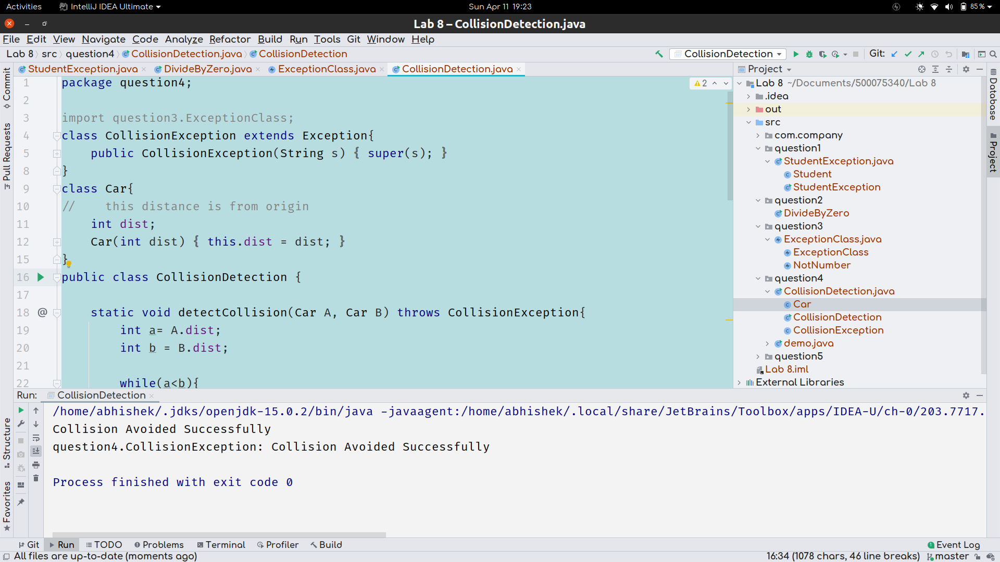 Activities IntelliJ IDEA Ultimate Sun Apr 11 19:23 85 %
Lab 8 – CollisionDetection.java
File Edit View Navigate Code Analyze Refactor Build Run Tools Git Window Help
Lab 8 src question4 CollisionDetection.java CollisionDetection CollisionDetection Git:
StudentException.java DivideByZero.java ExceptionClass.java CollisionDetection.java
Commit
Pull Requests
Structure
Favorites
1 package question4;
2
3 import question3.ExceptionClass;
4 class CollisionException extends Exception{
5 public CollisionException(String s) { super(s); }
8 }
9 class Car{
10 // this distance is from origin
11 int dist;
12 Car(int dist) { this.dist = dist; }
15 }
16 public class CollisionDetection {
17
18 @ static void detectCollision(Car A, Car B) throws CollisionException{
19 int a= A.dist;
20 int b = B.dist;
21
22 while(a<b){
2
Project
Lab 8 ~/Documents/500075340/Lab 8
.idea
out
src
com.company
question1
StudentException.java
Student
StudentException
question2
DivideByZero
question3
ExceptionClass.java
ExceptionClass
NotNumber
question4
CollisionDetection.java
Car
CollisionDetection
CollisionException
demo.java
question5
Lab 8.iml
External Libraries
Database
Project
Run: CollisionDetection
/home/abhishek/.jdks/openjdk-15.0.2/bin/java -javaagent:/home/abhishek/.local/share/JetBrains/Toolbox/apps/IDEA-U/ch-0/203.7717.
Collision Avoided Successfully
question4.CollisionException: Collision Avoided Successfully
Process finished with exit code 0
Git Run TODO Problems Terminal Profiler Build 1 Event Log
All files are up-to-date (moments ago) 16:34 (1078 chars, 46 line breaks) master